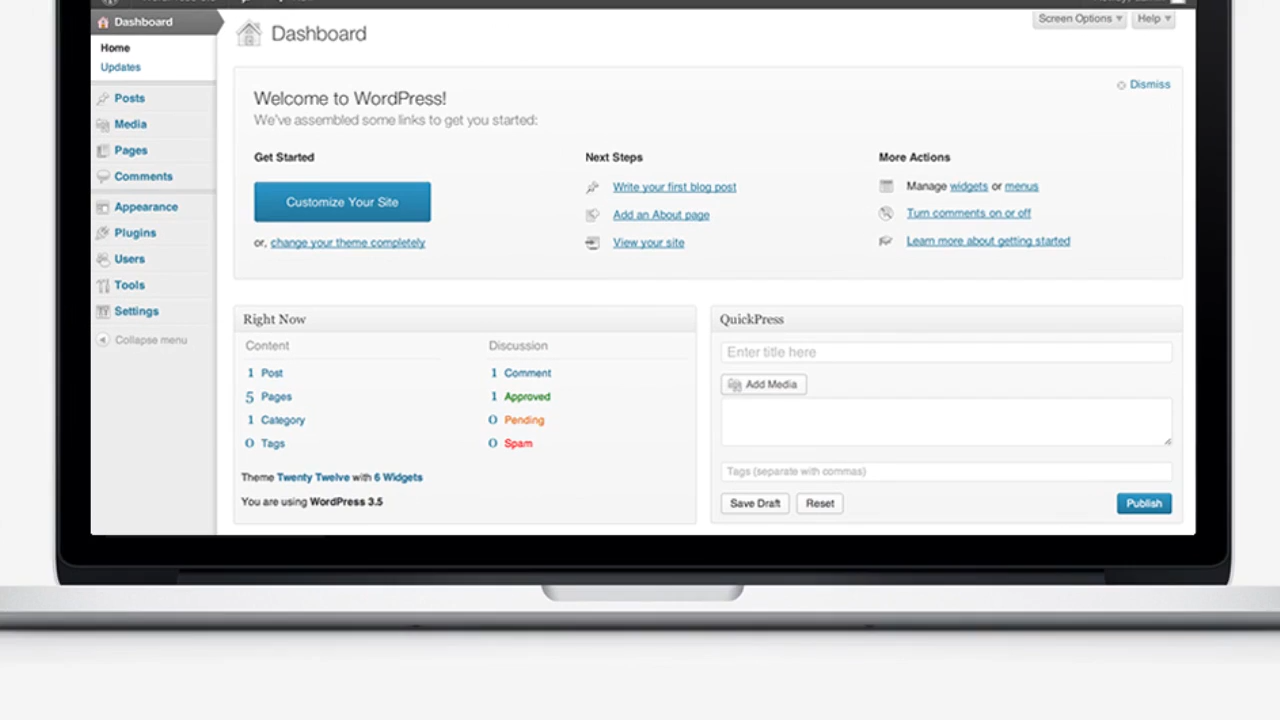 Dashboard
Home
Updates
Posts
Media
Pages
Comments
Appearance
Plugins
Users
Tools
Settings
Collapse menu
Dashboard
Screen Options
Help
Welcome to WordPress!
Dismiss
We've assembled some links to get you started:
Get Started
Customize Your Site
or, change your theme completely
Next Steps
Write your first blog post
Add an About page
View your site
More Actions
Manage widgets or menus
Turn comments on or off
Learn more about getting started
Right Now
Content
1 Post
5 Pages
1 Category
0 Tags
Discussion
1 Comment
1 Approved
0 Pending
0 Spam
Theme Twenty Twelve with 6 Widgets
You are using WordPress 3.5
QuickPress
Enter title here
Add Media
Tags (separate with commas)
Save Draft
Reset
Publish